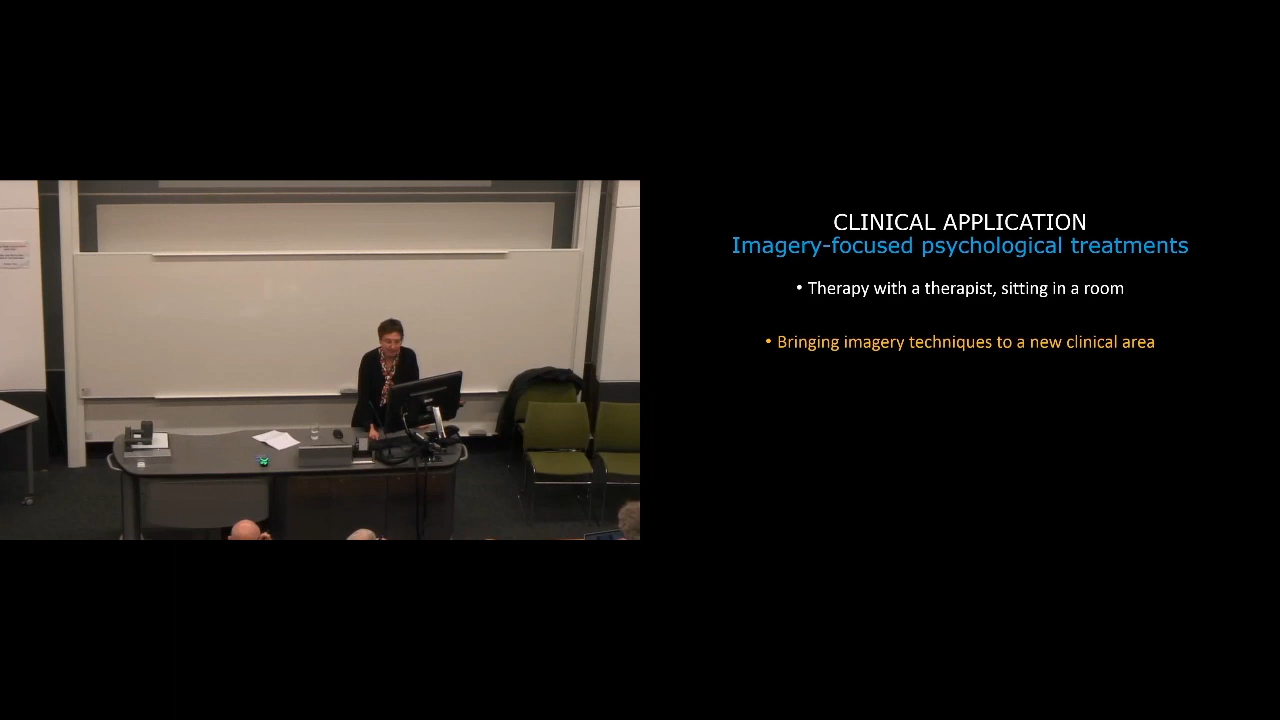 CLINICAL APPLICATION
Imagery-focused psychological treatments
• Therapy with a therapist, sitting in a room
• Bringing imagery techniques to a new clinical area